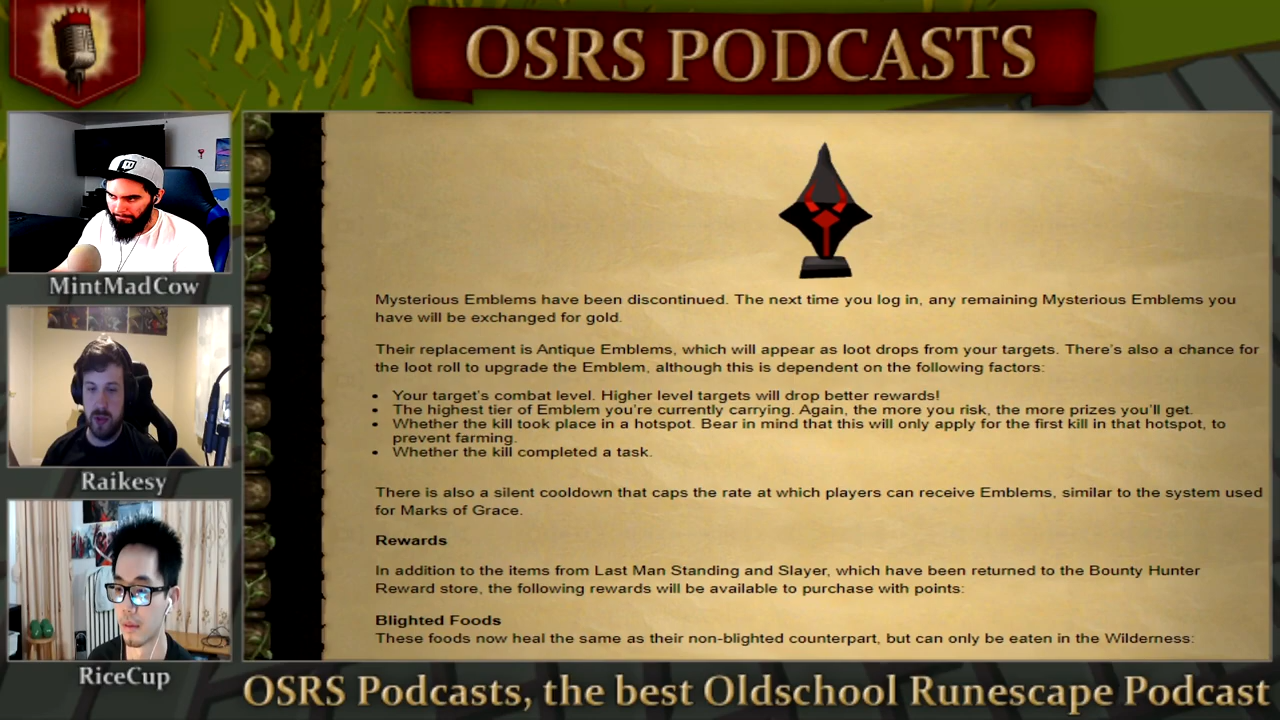 OSRS PODCASTS
MintMadCow
Raikesy
RiceCup
Mysterious Emblems have been discontinued. The next time you log in, any remaining Mysterious Emblems you
have will be exchanged for gold.
Their replacement is Antique Emblems, which will appear as loot drops from your targets. There's also a chance for
the loot roll to upgrade the Emblem, although this is dependent on the following factors:
• Your target's combat level. Higher level targets will drop better rewards!
• The highest tier of Emblem you're currently carrying. Again, the more you risk, the more prizes you'll get.
• Whether the kill took place in a hotspot. Bear in mind that this will only apply for the first kill in that hotspot, to
prevent farming.
• Whether the kill completed a task.
There is also a silent cooldown that caps the rate at which players can receive Emblems, similar to the system used
for Marks of Grace.
Rewards
In addition to the items from Last Man Standing and Slayer, which have been returned to the Bounty Hunter
Reward store, the following rewards will be available to purchase with points:
Blighted Foods
These foods now heal the same as their non-blighted counterpart, but can only be eaten in the Wilderness:
OSRS Podcasts, the best Oldschool Runescape Podcast